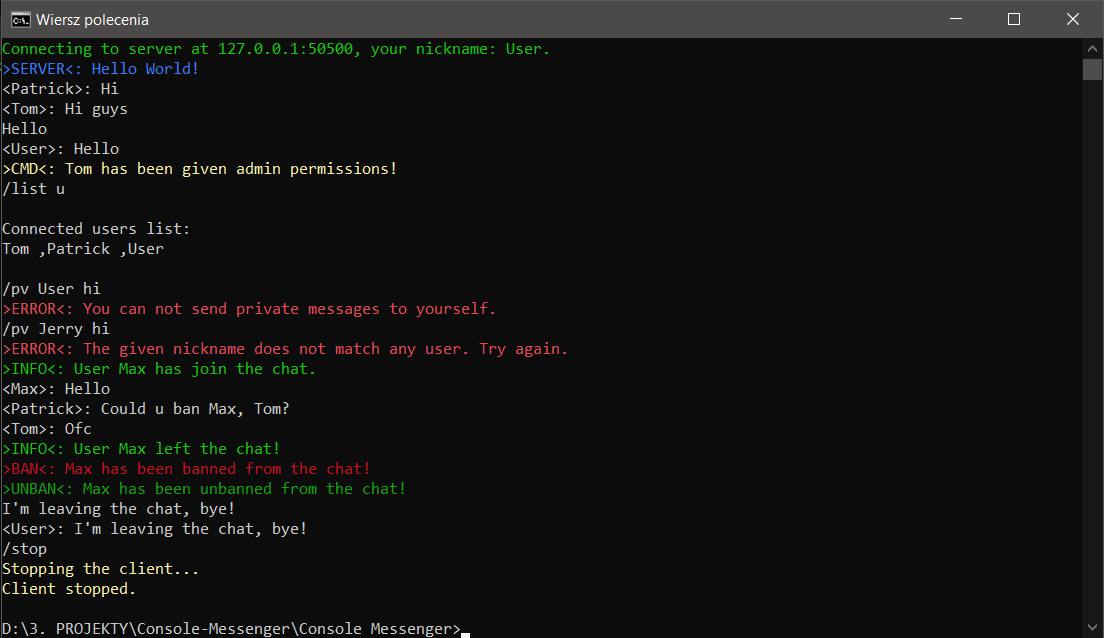 Wiersz polecenia
Connecting to server at 127.0.0.1:50500, your nickname: User.
>SERVER<: Hello World!
<Patrick>: Hi
<Tom>: Hi guys
Hello
<User>: Hello
>CMD<: Tom has been given admin permissions!
/list u
Connected users list:
Tom ,Patrick ,User
/pv User hi
>ERROR<: You can not send private messages to yourself.
/pv Jerry hi
>ERROR<: The given nickname does not match any user. Try again.
>INFO<: User Max has join the chat.
<Max>: Hello
<Patrick>: Could u ban Max, Tom?
<Tom>: Ofc
>INFO<: User Max left the chat!
>BAN<: Max has been banned from the chat!
>UNBAN<: Max has been unbanned from the chat!
I'm leaving the chat, bye!
<User>: I'm leaving the chat, bye!
/stop
Stopping the client...
Client stopped.
D:\3. PROJEKTY\Console-Messenger\Console Messenger>